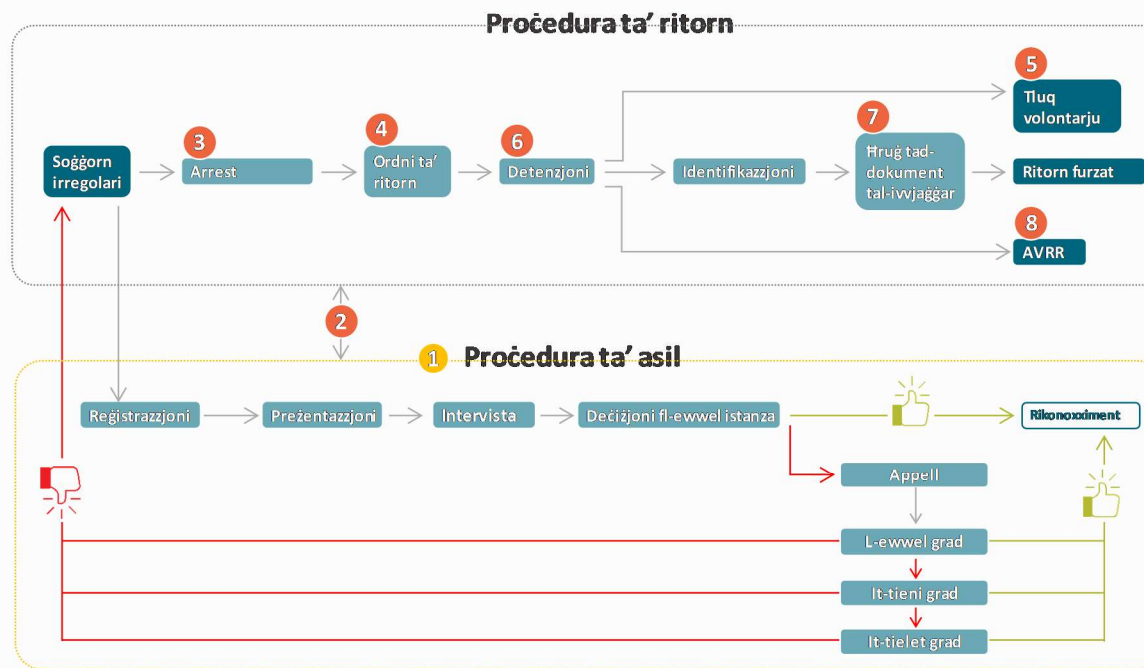 Proċedura ta’ ritorn
5
Tluq
volontarju
3
4
6
7
Soġġorn
irregolari
Arrest
Ordni ta’
ritorn
Detenzjoni
Identifikazzjoni
Ħruġ tad-
dokument
tal-ivvjaġġar
Ritorn furzat
8
AVRR
2
1 Proċedura ta’ asil
Reġistrazzjoni
Preżentazzjoni
Intervista
Deċiżjoni fl-ewwel istanza
Rikonoxximent
Appell
L-ewwel grad
It-tieni grad
It-tielet grad